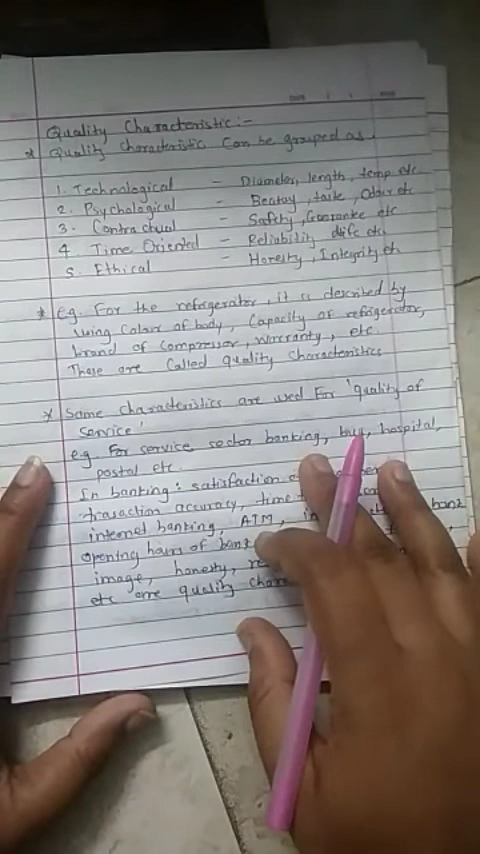 Quality Characteristic :-
* Quality characteristic can be grouped as.
1. Technological - Diameter, length, temp etc
2. Psychological - Beatuy, taste, Odour etc
3. Contractual - Safety, Guarantee etc
4. Time Oriented - Reliability, life etc
5. Ethical - Honesty, Integrity etc
* Eg. For the refrigerator, it is described by
using Colour of body, Capacity of refrigerator,
brand of compressor, warranty, etc.
These are Called quality characteristics
* Same characteristics are used For 'quality of
service'
e.g. For service sector banking, hospital,
postal etc.
In banking : satisfaction
trasaction accuracy, time
internet banking, ATM, bank
opening hours of bank
image, honesty,
etc are quality